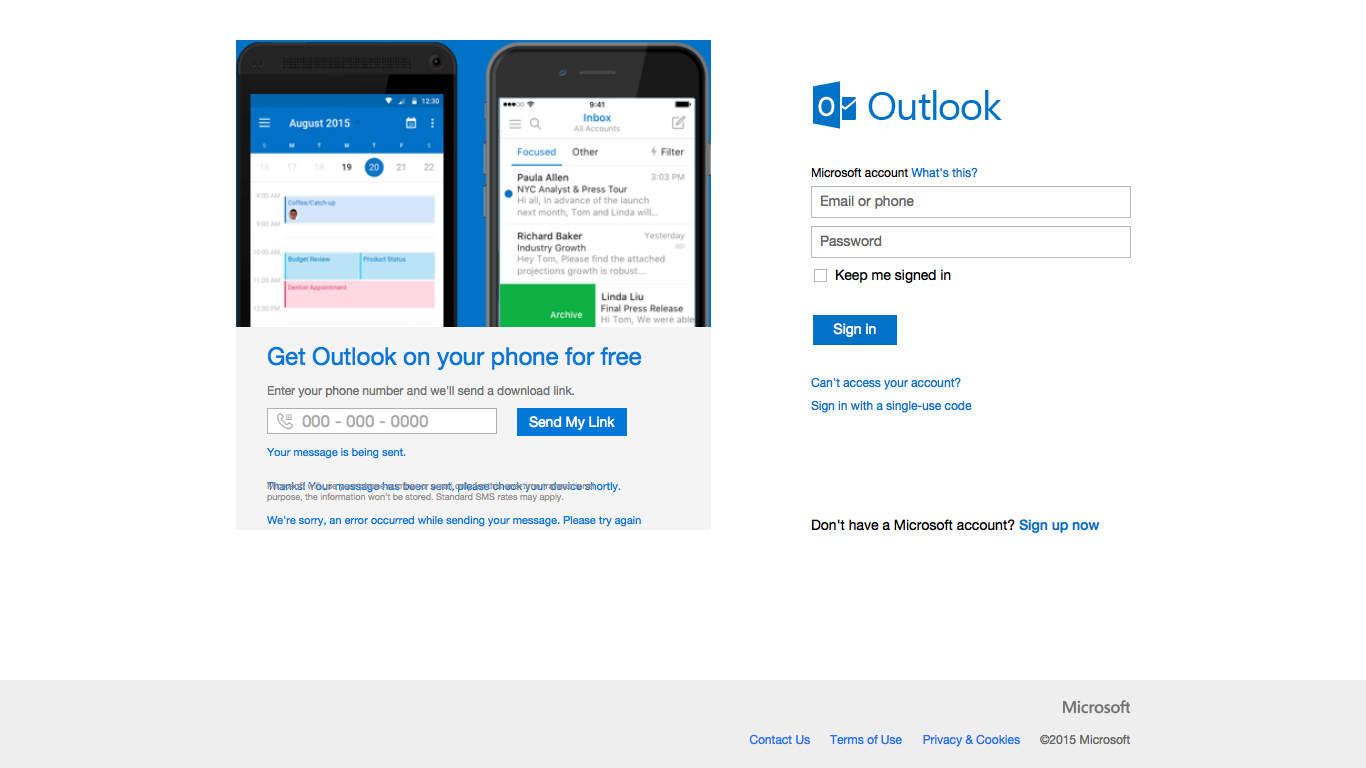 12:30
August 2015
S M T W T F S
16 17 18 19 20 21 22
8:00 AM
Coffee/Catch-up
9:00 AM
10:00 AM
Budget Review Product Status
11:00 AM
Dentist Appointment
12:00 PM
9:41
Inbox
All Accounts
Focused Other Filter
Paula Allen 3:03 PM
NYC Analyst & Press Tour
Hi all, In advance of the launch
next month, Tom and Linda will...
Richard Baker Yesterday
Industry Growth
Hey Tom, Please find the attached
projections growth is robust...
Archive
Linda Liu
Final Press Release
Hi Tom, We were able
Get Outlook on your phone for free
Enter your phone number and we'll send a download link.
000 - 000 - 0000
Send My Link
Your message is being sent.
Thanks! Your message has been sent, please check your device shortly.
purpose, the information won't be stored. Standard SMS rates may apply.
We're sorry, an error occurred while sending your message. Please try again
Outlook
Microsoft account What's this?
Email or phone
Password
Keep me signed in
Sign in
Can't access your account?
Sign in with a single-use code
Don't have a Microsoft account? Sign up now
Microsoft
Contact Us Terms of Use Privacy & Cookies ©2015 Microsoft